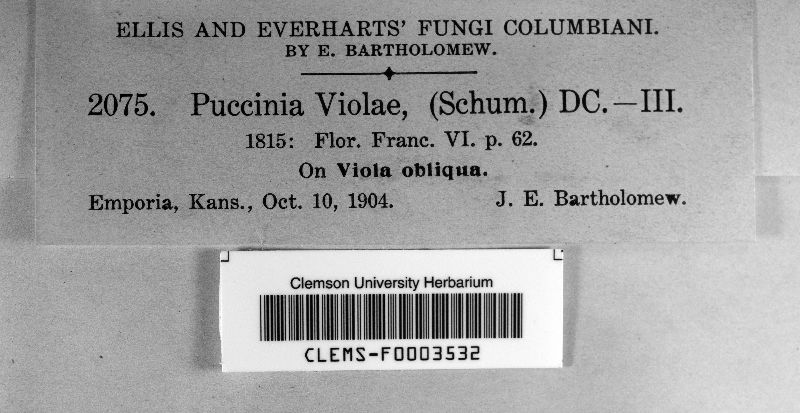 ELLIS AND EVERHARTS' FUNGI COLUMBIANI.
BY E. BARTHOLOMEW.
2075. Puccinia Violae, (Schum.) DC.—III.
1815: Flor. Franc. VI. p. 62.
On Viola obliqua.
Emporia, Kans., Oct. 10, 1904. J. E. Bartholomew.
Clemson University Herbarium
CLEMS-F0003532